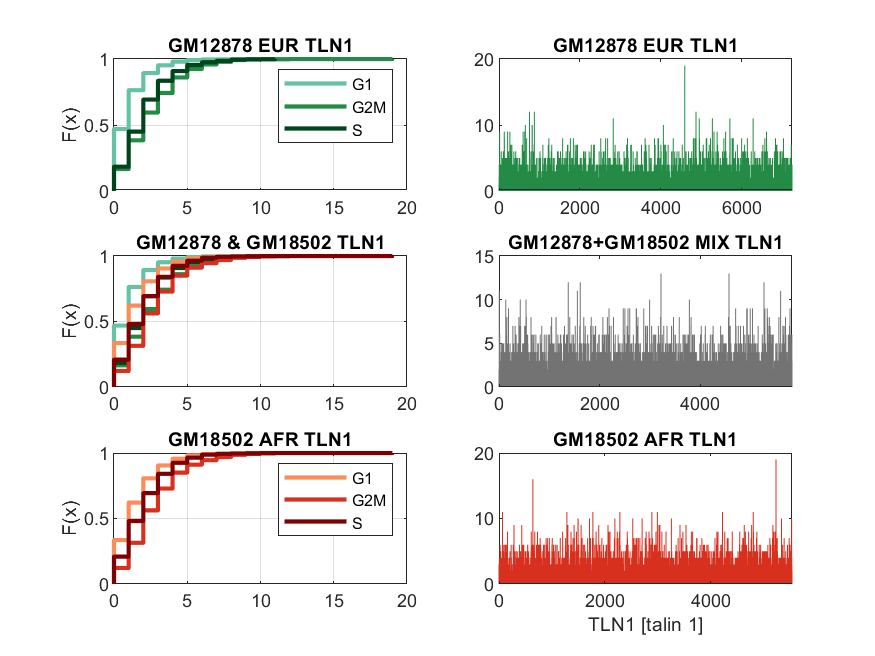 GM12878 EUR TLN1
1
0.5
0
F(x)
0 5 10 15 20
G1
G2M
S
GM12878 EUR TLN1
20
10
0
0 2000 4000 6000
GM12878 & GM18502 TLN1
1
0.5
0
F(x)
0 5 10 15 20
GM12878+GM18502 MIX TLN1
15
10
5
0
0 2000 4000
GM18502 AFR TLN1
1
0.5
0
F(x)
0 5 10 15 20
G1
G2M
S
GM18502 AFR TLN1
20
10
0
0 2000 4000
TLN1 [talin 1]